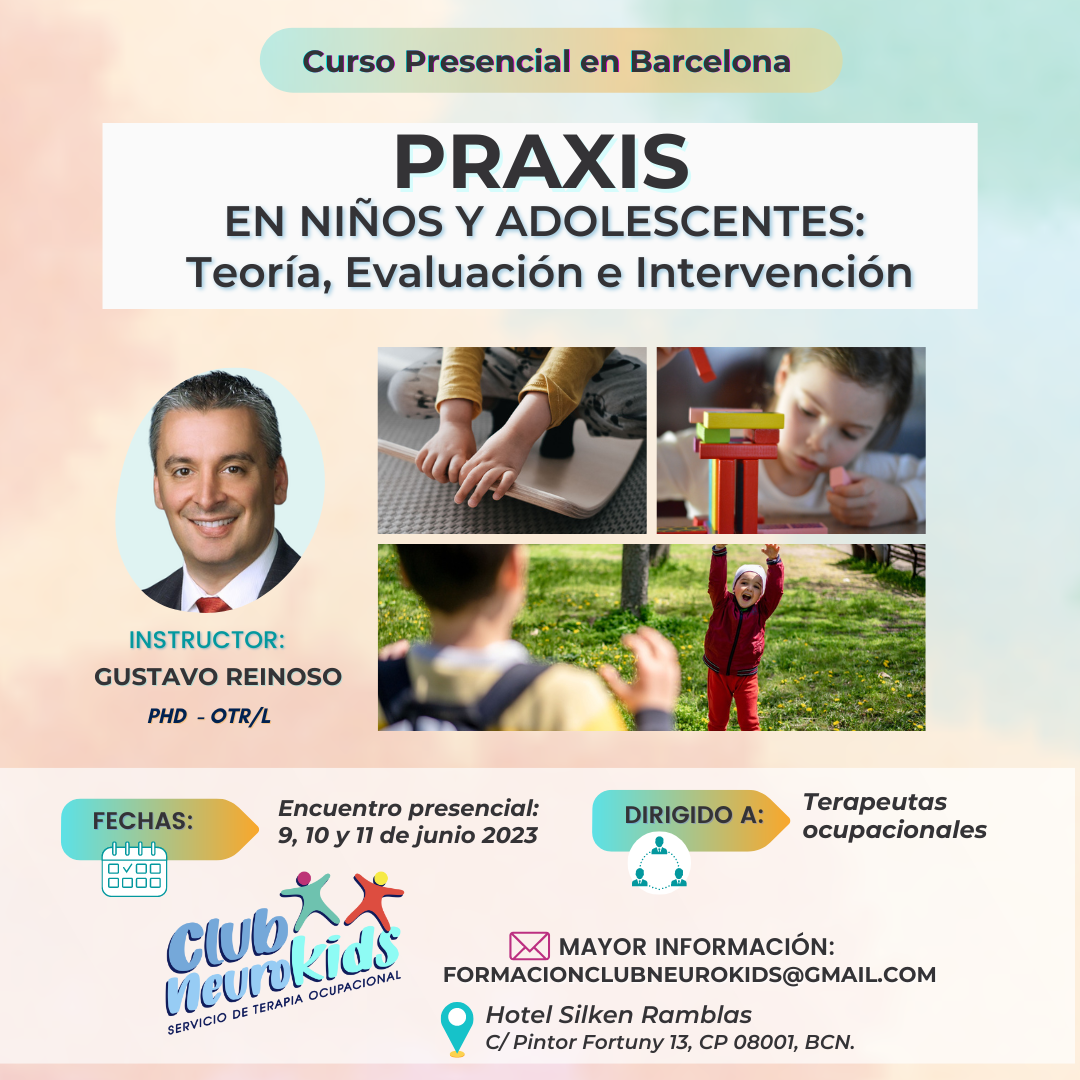 Curso Presencial en Barcelona
PRAXIS
EN NIÑOS Y ADOLESCENTES:
Teoría, Evaluación e Intervención
INSTRUCTOR:
GUSTAVO REINOSO
PHD - OTR/L
FECHAS:
Encuentro presencial:
9, 10 y 11 de junio 2023
DIRIGIDO A:
Terapeutas
ocupacionales
Club
neurokids
SERVICIO DE TERAPIA OCUPACIONAL
MAYOR INFORMACIÓN:
FORMACIONCLUBNEUROKIDS@GMAIL.COM
Hotel Silken Ramblas
C/ Pintor Fortuny 13, CP 08001, BCN.